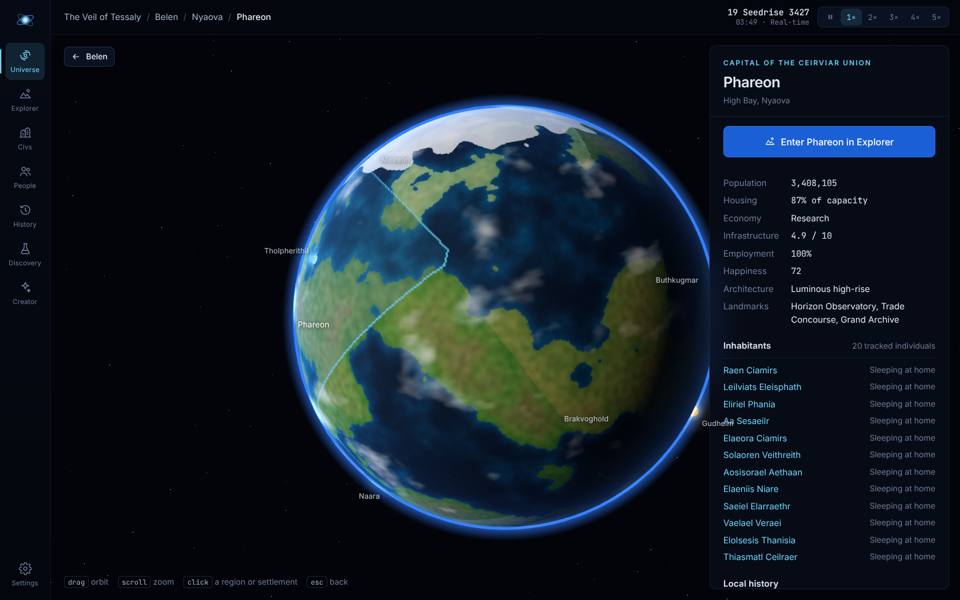 The Veil of Tessaly / Belen / Nyaova / Phareon
19 Seedrise 3427
03:49 · Real-time
1× 2× 3× 4× 5×
Universe
Explorer
Civs
People
History
Discovery
Creator
Settings
← Belen
Tholpherithil
Phareon
Buthkugmar
Brakvoghold
Gudheim
Naara
drag orbit scroll zoom click a region or settlement esc back
CAPITAL OF THE CEIRVIAR UNION
Phareon
High Bay, Nyaova
Enter Phareon in Explorer
Population 3,408,105
Housing 87% of capacity
Economy Research
Infrastructure 4.9 / 10
Employment 100%
Happiness 72
Architecture Luminous high-rise
Landmarks Horizon Observatory, Trade
Concourse, Grand Archive
Inhabitants 20 tracked individuals
Raen Ciamirs Sleeping at home
Leilviats Eleisphath Sleeping at home
Eliriel Phania Sleeping at home
Aa Sesaeilr Sleeping at home
Elaeora Ciamirs Sleeping at home
Solaoren Veithreith Sleeping at home
Aosisorael Aethaan Sleeping at home
Elaeniis Niare Sleeping at home
Saeiel Elarraethr Sleeping at home
Vaelael Veraei Sleeping at home
Elolsesis Thanisia Sleeping at home
Thiasmatl Ceilraer Sleeping at home
Local history